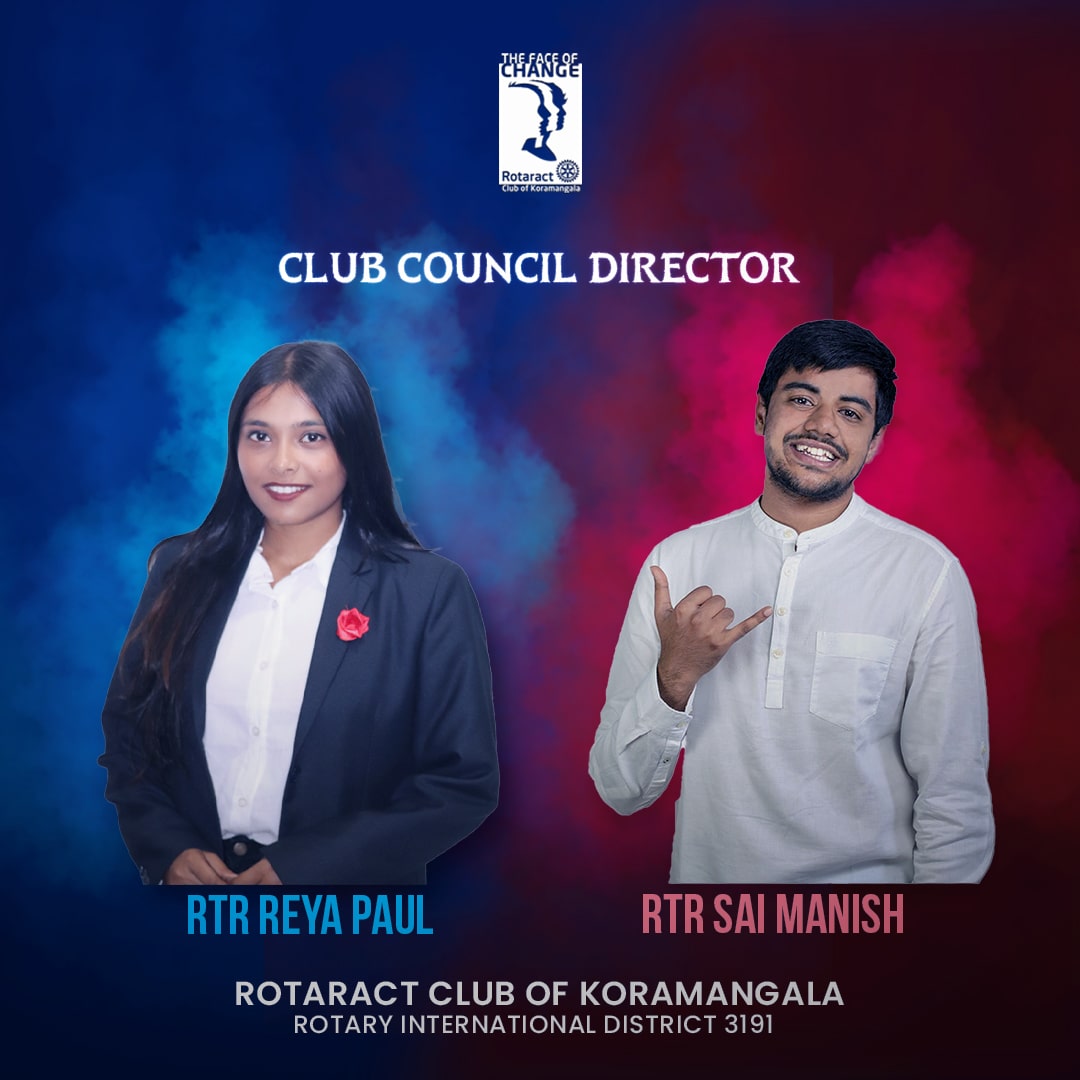 THE FACE OF
CHANGE
Rotaract
Club of Koramangala
CLUB COUNCIL DIRECTOR
RTR REYA PAUL
RTR SAI MANISH
ROTARACT CLUB OF KORAMANGALA
ROTARY INTERNATIONAL DISTRICT 3191